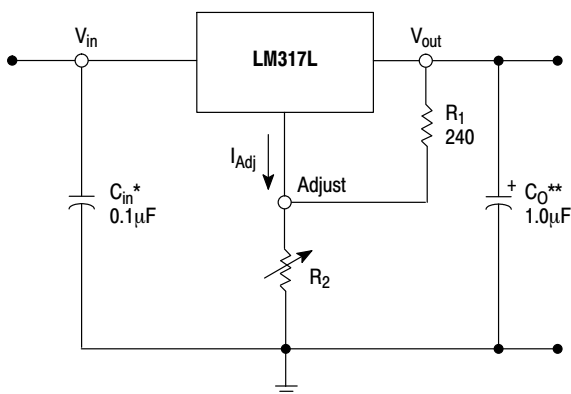 V_in
LM317L
V_out
I_Adj
Adjust
R_1
240
C_in*
0.1μF
+
C_O**
1.0μF
R_2